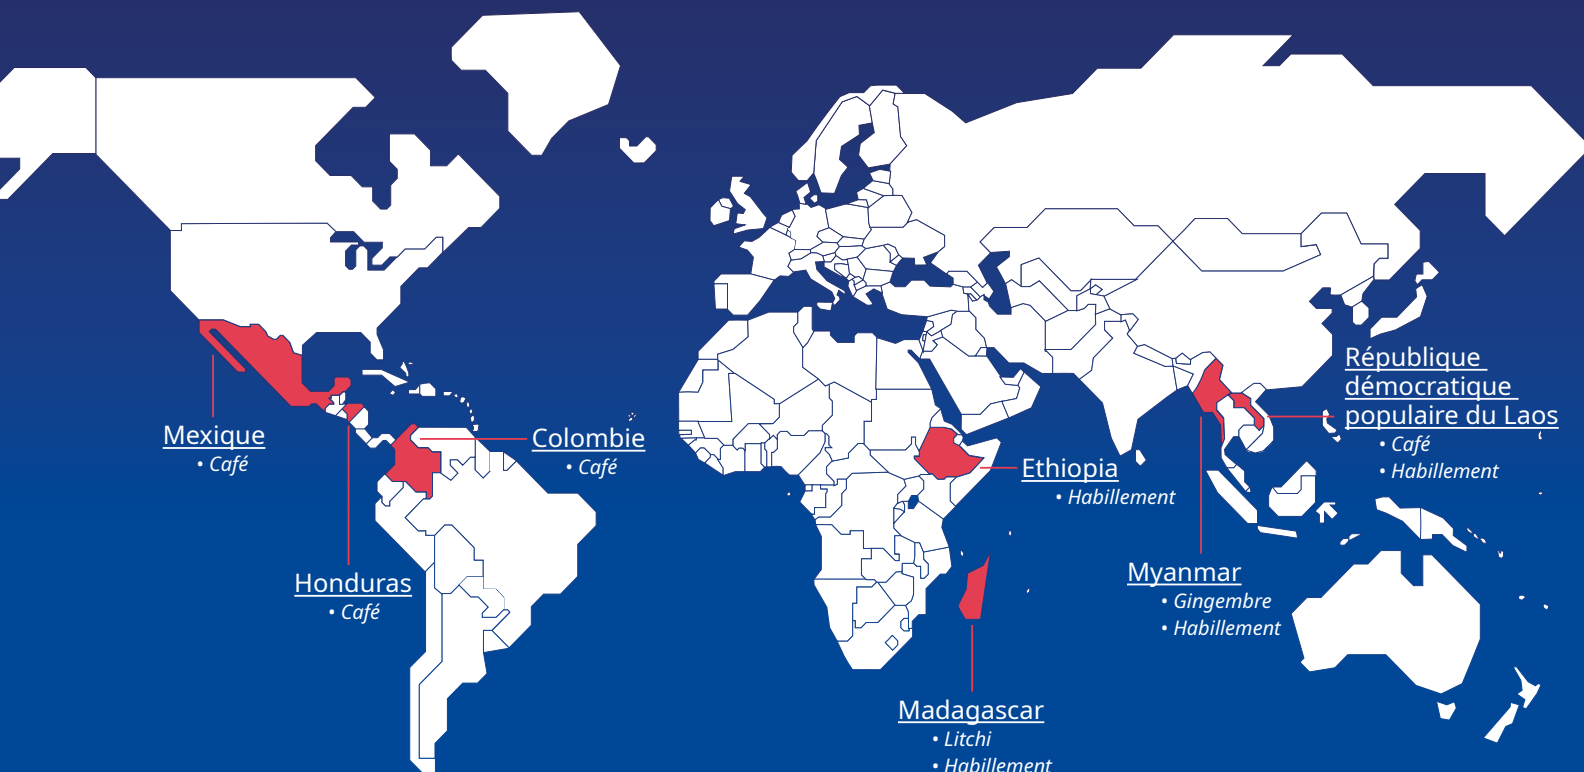 Mexique
• Café
Honduras
• Café
Colombie
• Café
Ethiopia
• Habillement
Madagascar
• Litchi
• Habillement
Myanmar
• Gingembre
• Habillement
République
démocratique
populaire du Laos
• Café
• Habillement